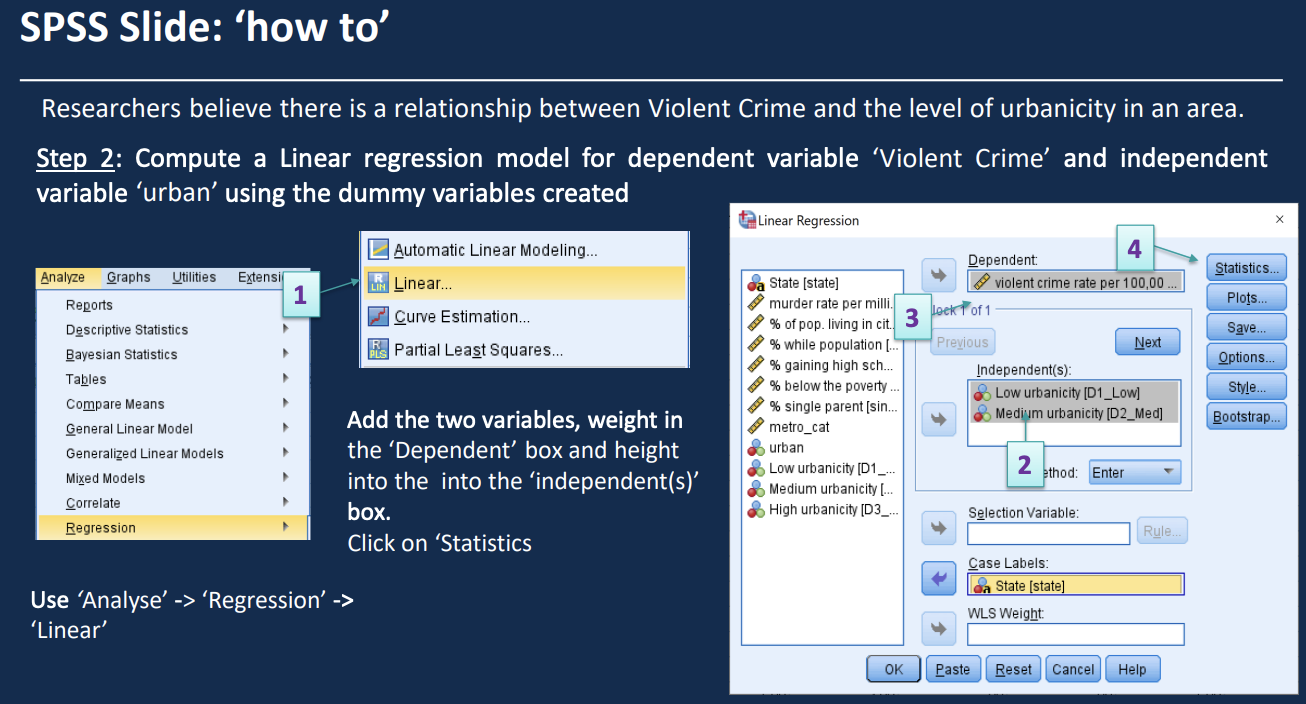 SPSS Slide: ‘how to’
Researchers believe there is a relationship between Violent Crime and the level of urbanicity in an area.
Step 2: Compute a Linear regression model for dependent variable ‘Violent Crime’ and independent
variable ‘urban’ using the dummy variables created
Analyze Graphs Utilities Extensi
Reports
Descriptive Statistics
Bayesian Statistics
Tables
Compare Means
General Linear Model
Generalized Linear Models
Mixed Models
Correlate
Regression
1
Automatic Linear Modeling...
Linear...
Curve Estimation...
Partial Least Squares...
Add the two variables, weight in
the ‘Dependent’ box and height
into the into the ‘independent(s)’
box.
Click on ‘Statistics
Use ‘Analyse’ -> ‘Regression’ ->
‘Linear’
Linear Regression
State [state]
murder rate per milli...
% of pop. living in cit...
% while population [...
% gaining high sch...
% below the poverty ...
% single parent [sin...
metro_cat
urban
Low urbanicity [D1_...
Medium urbanicity [...
High urbanicity [D3_...
Dependent:
violent crime rate per 100,00 ...
4
3
lock 1 of 1
Previous
Next
Independent(s):
Low urbanicity [D1_Low]
Medium urbanicity [D2_Med]
2
ethod: Enter
Selection Variable:
Rule...
Case Labels:
State [state]
WLS Weight:
Statistics...
Plots...
Save...
Options...
Style...
Bootstrap...
OK Paste Reset Cancel Help